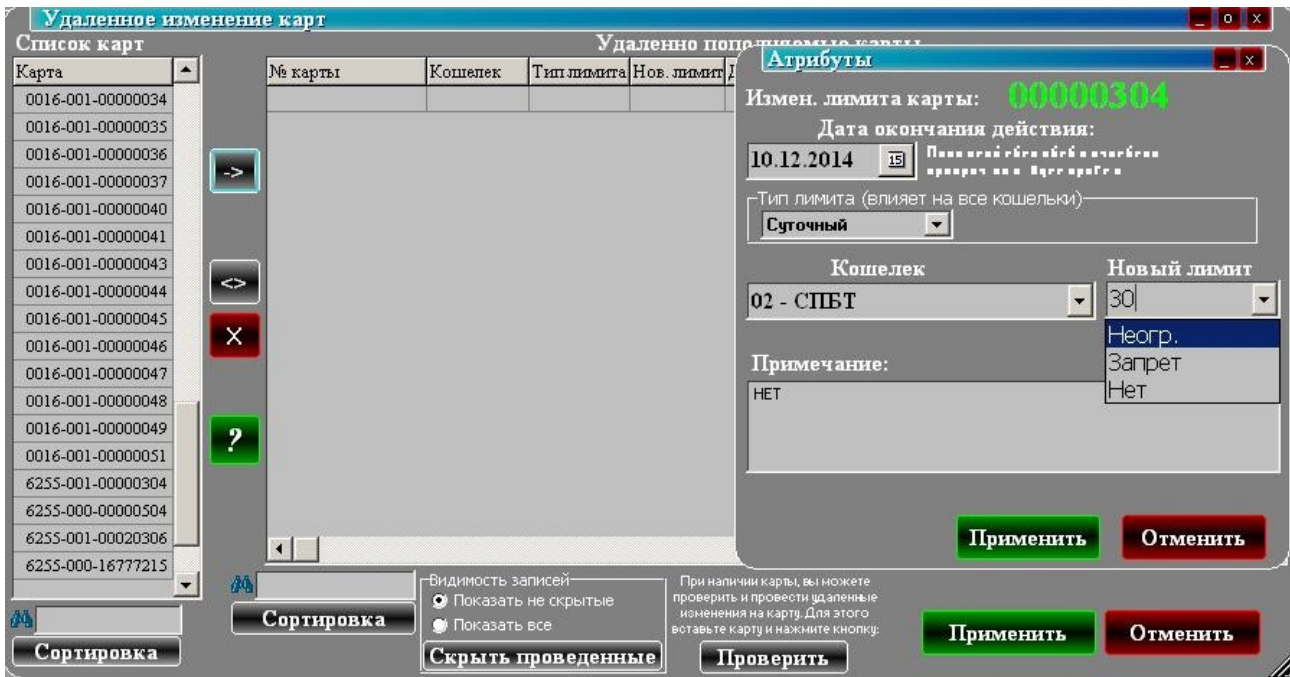 Удаленное изменение карт
Список карт
Удаленно пополняемые карты
Карта
№ карты
Кошелек
Тип лимита
Нов. лимит
0016-001-00000034
0016-001-00000035
0016-001-00000036
0016-001-00000037
0016-001-00000040
0016-001-00000041
0016-001-00000043
0016-001-00000044
0016-001-00000045
0016-001-00000046
0016-001-00000047
0016-001-00000048
0016-001-00000049
0016-001-00000051
6255-001-00000304
6255-000-00000504
6255-001-00020306
6255-000-16777215
Сортировка
->
<>
X
?
Сортировка
Видимость записей
Показать не скрытые
Показать все
Скрыть проведенные
При наличии карты, вы можете
проверить и провести удаленные
изменения на карту. Для этого
вставьте карту и нажмите кнопку:
Проверить
Применить
Отменить
Атрибуты
Измен. лимита карты: 00000304
Дата окончания действия:
10.12.2014
15
Тип лимита (влияет на все кошельки)
Суточный
Кошелек
Новый лимит
02 - СПБТ
30
Неогр.
Запрет
Нет
Примечание:
НЕТ
Применить
Отменить